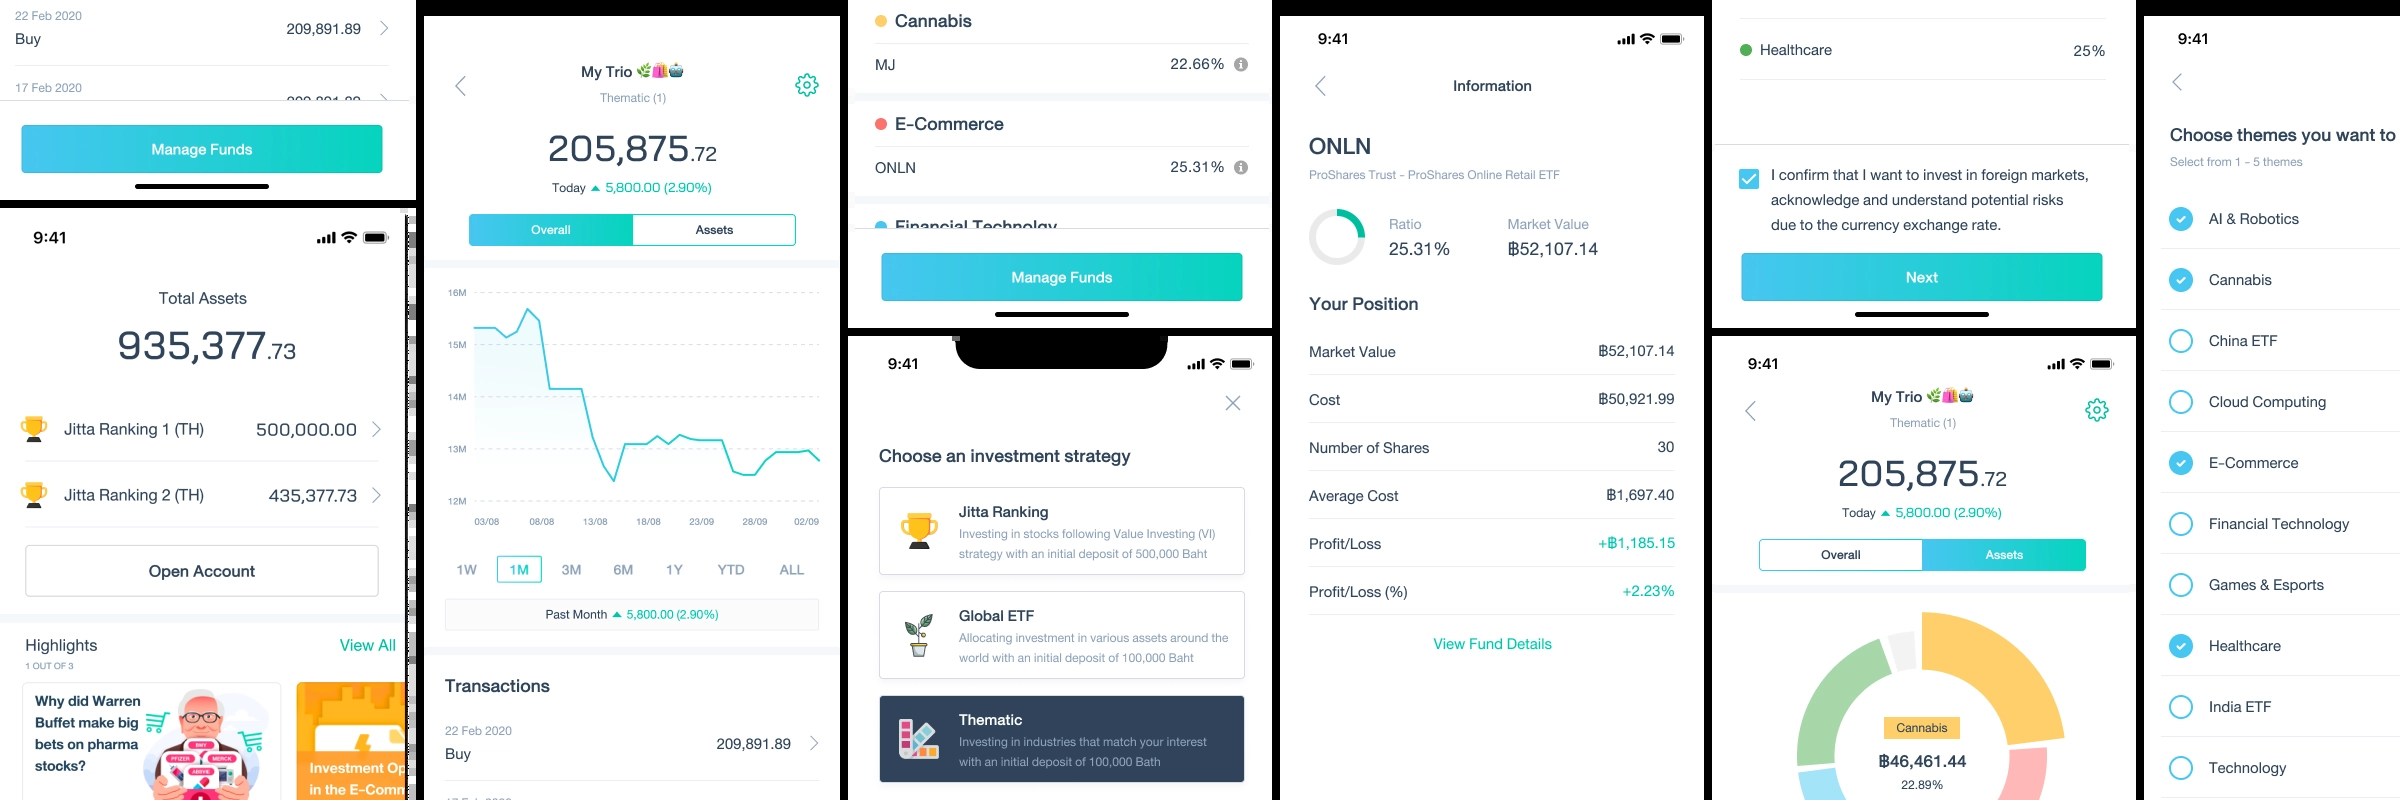 22 Feb 2020
Buy
209,891.89
17 Feb 2020
Manage Funds
9:41
Total Assets
935,377.73
Jitta Ranking 1 (TH)
500,000.00
Jitta Ranking 2 (TH)
435,377.73
Open Account
Highlights
View All
1 OUT OF 3
Why did Warren
Buffet make big
bets on pharma
stocks?
PFIZER
MERCK
Investment Op
in the E-Comm
My Trio
Thematic (1)
205,875.72
Today ▲ 5,800.00 (2.90%)
Overall
Assets
16M
15M
14M
13M
12M
03/08
08/08
13/08
18/08
23/09
28/09
02/09
1W
1M
3M
6M
1Y
YTD
ALL
Past Month ▲ 5,800.00 (2.90%)
Transactions
22 Feb 2020
Buy
209,891.89
Cannabis
MJ
22.66%
E-Commerce
ONLN
25.31%
Financial Technolgy
Manage Funds
9:41
Choose an investment strategy
Jitta Ranking
Investing in stocks following Value Investing (VI)
strategy with an initial deposit of 500,000 Baht
Global ETF
Allocating investment in various assets around the
world with an initial deposit of 100,000 Baht
Thematic
Investing in industries that match your interest
with an initial deposit of 100,000 Bath
9:41
Information
ONLN
ProShares Trust - ProShares Online Retail ETF
Ratio
25.31%
Market Value
฿52,107.14
Your Position
Market Value
฿52,107.14
Cost
฿50,921.99
Number of Shares
30
Average Cost
฿1,697.40
Profit/Loss
+฿1,185.15
Profit/Loss (%)
+2.23%
View Fund Details
Healthcare
25%
I confirm that I want to invest in foreign markets,
acknowledge and understand potential risks
due to the currency exchange rate.
Next
9:41
My Trio
Thematic (1)
205,875.72
Today ▲ 5,800.00 (2.90%)
Overall
Assets
Cannabis
฿46,461.44
22.89%
9:41
Choose themes you want to
Select from 1 - 5 themes
AI & Robotics
Cannabis
China ETF
Cloud Computing
E-Commerce
Financial Technology
Games & Esports
Healthcare
India ETF
Technology